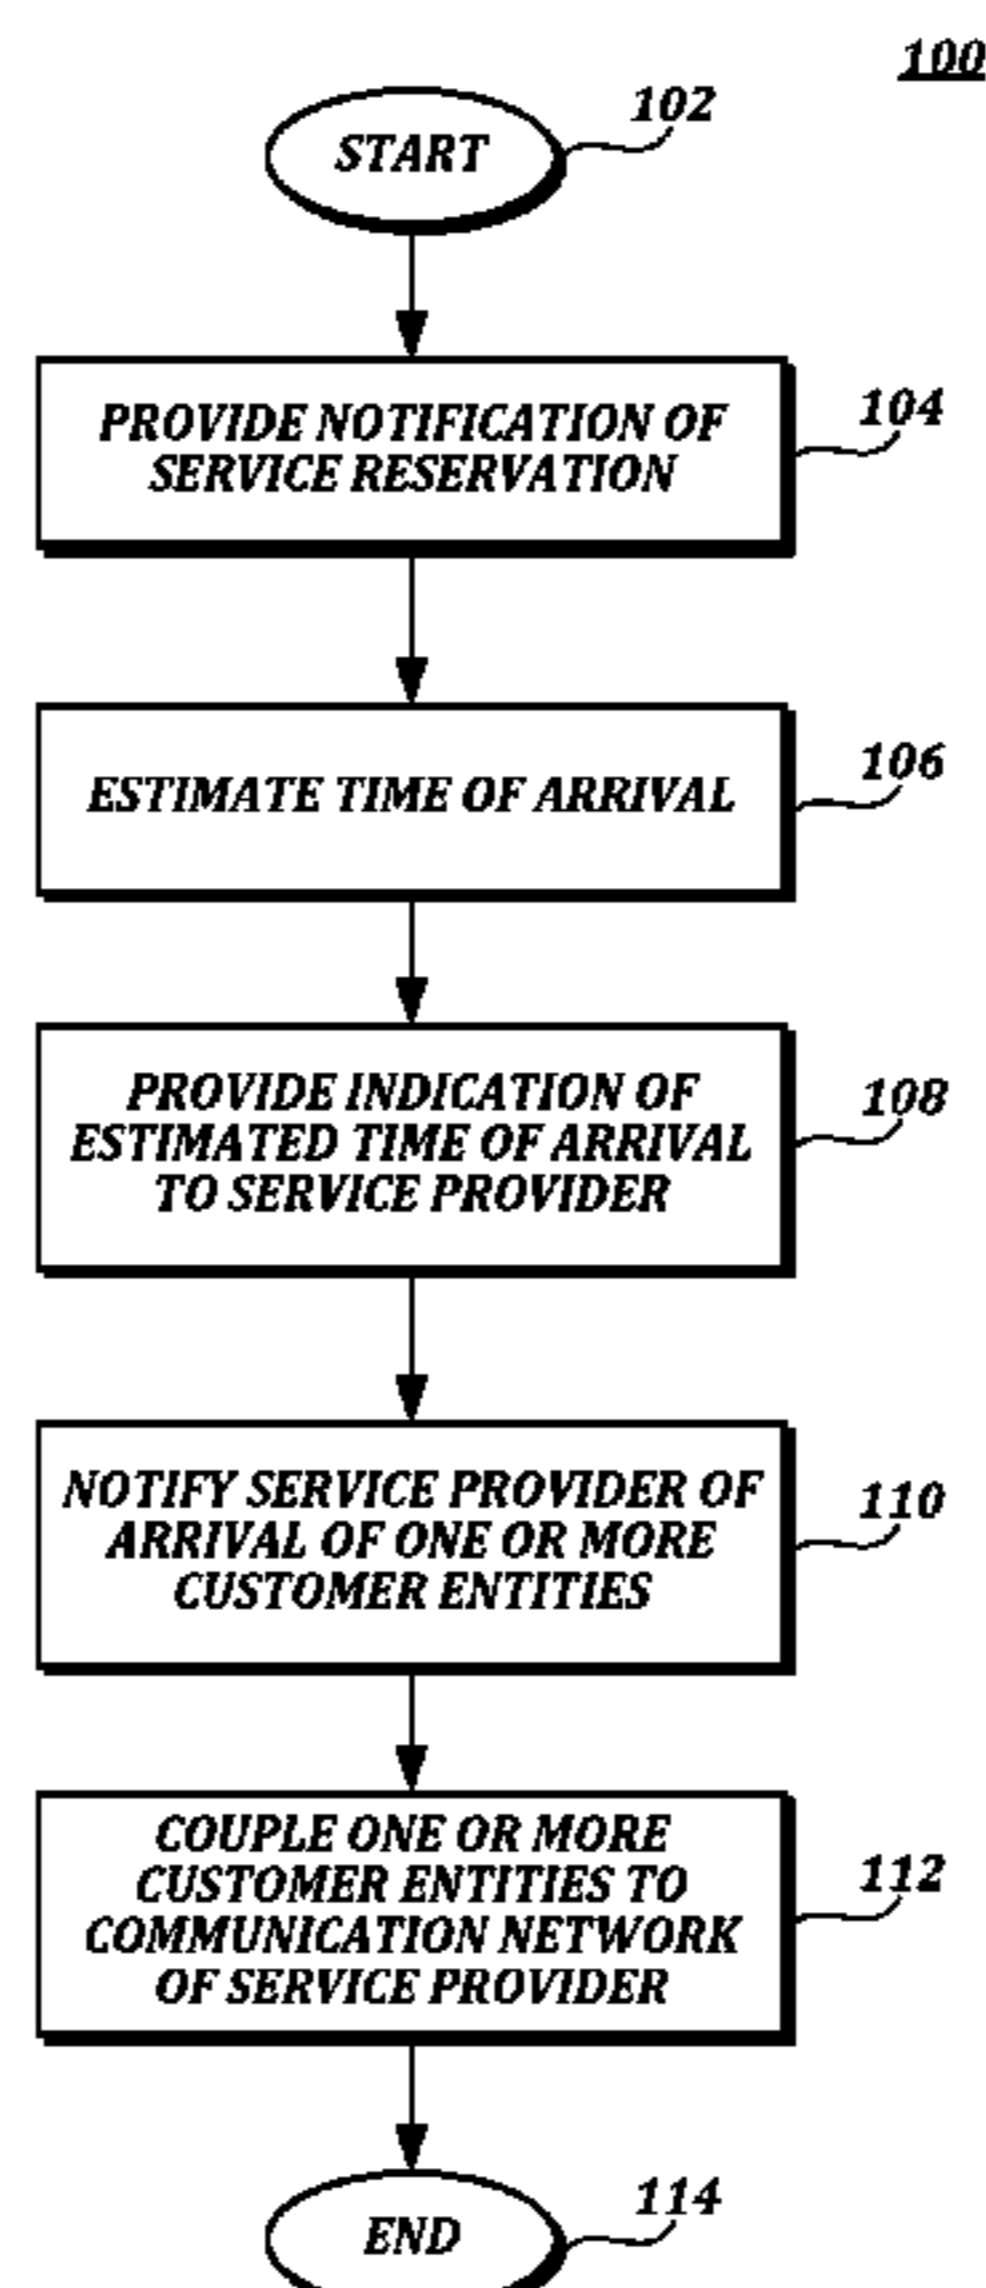 100
102
START
PROVIDE NOTIFICATION OF
SERVICE RESERVATION
104
ESTIMATE TIME OF ARRIVAL
106
PROVIDE INDICATION OF
ESTIMATED TIME OF ARRIVAL
TO SERVICE PROVIDER
108
NOTIFY SERVICE PROVIDER OF
ARRIVAL OF ONE OR MORE
CUSTOMER ENTITIES
110
COUPLE ONE OR MORE
CUSTOMER ENTITIES TO
COMMUNICATION NETWORK
OF SERVICE PROVIDER
112
END
114